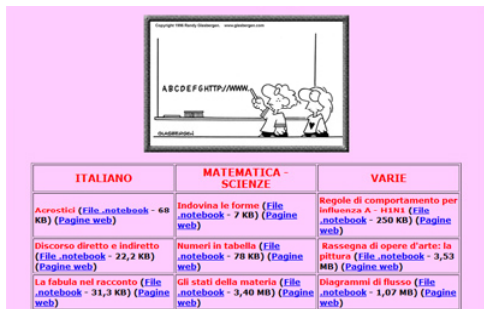 Copyright 1998 Randy Glasbergen. www.glasbergen.com
A B C D E F G HTTP://WWW.
GLASBERGEN
ITALIANO
MATEMATICA -
SCIENZE
VARIE
Acrostici (File .notebook - 68
KB) (Pagine web)
Indovina le forme (File
.notebook - 7 KB) (Pagine
web)
Regole di comportamento per
influenza A - H1N1 (File
.notebook - 250 KB) (Pagine
web)
Discorso diretto e indiretto
(File .notebook - 22,2 KB)
(Pagine web)
Numeri in tabella (File
.notebook - 78 KB) (Pagine
web)
Rassegna di opere d'arte: la
pittura (File .notebook - 3,53
MB) (Pagine web)
La fabula nel racconto (File
.notebook - 31,3 KB) (Pagine
web)
Gli stati della materia (File
.notebook - 3,40 MB) (Pagine
web)
Diagrammi di flusso (File
.notebook - 1,07 MB) (Pagine
web)